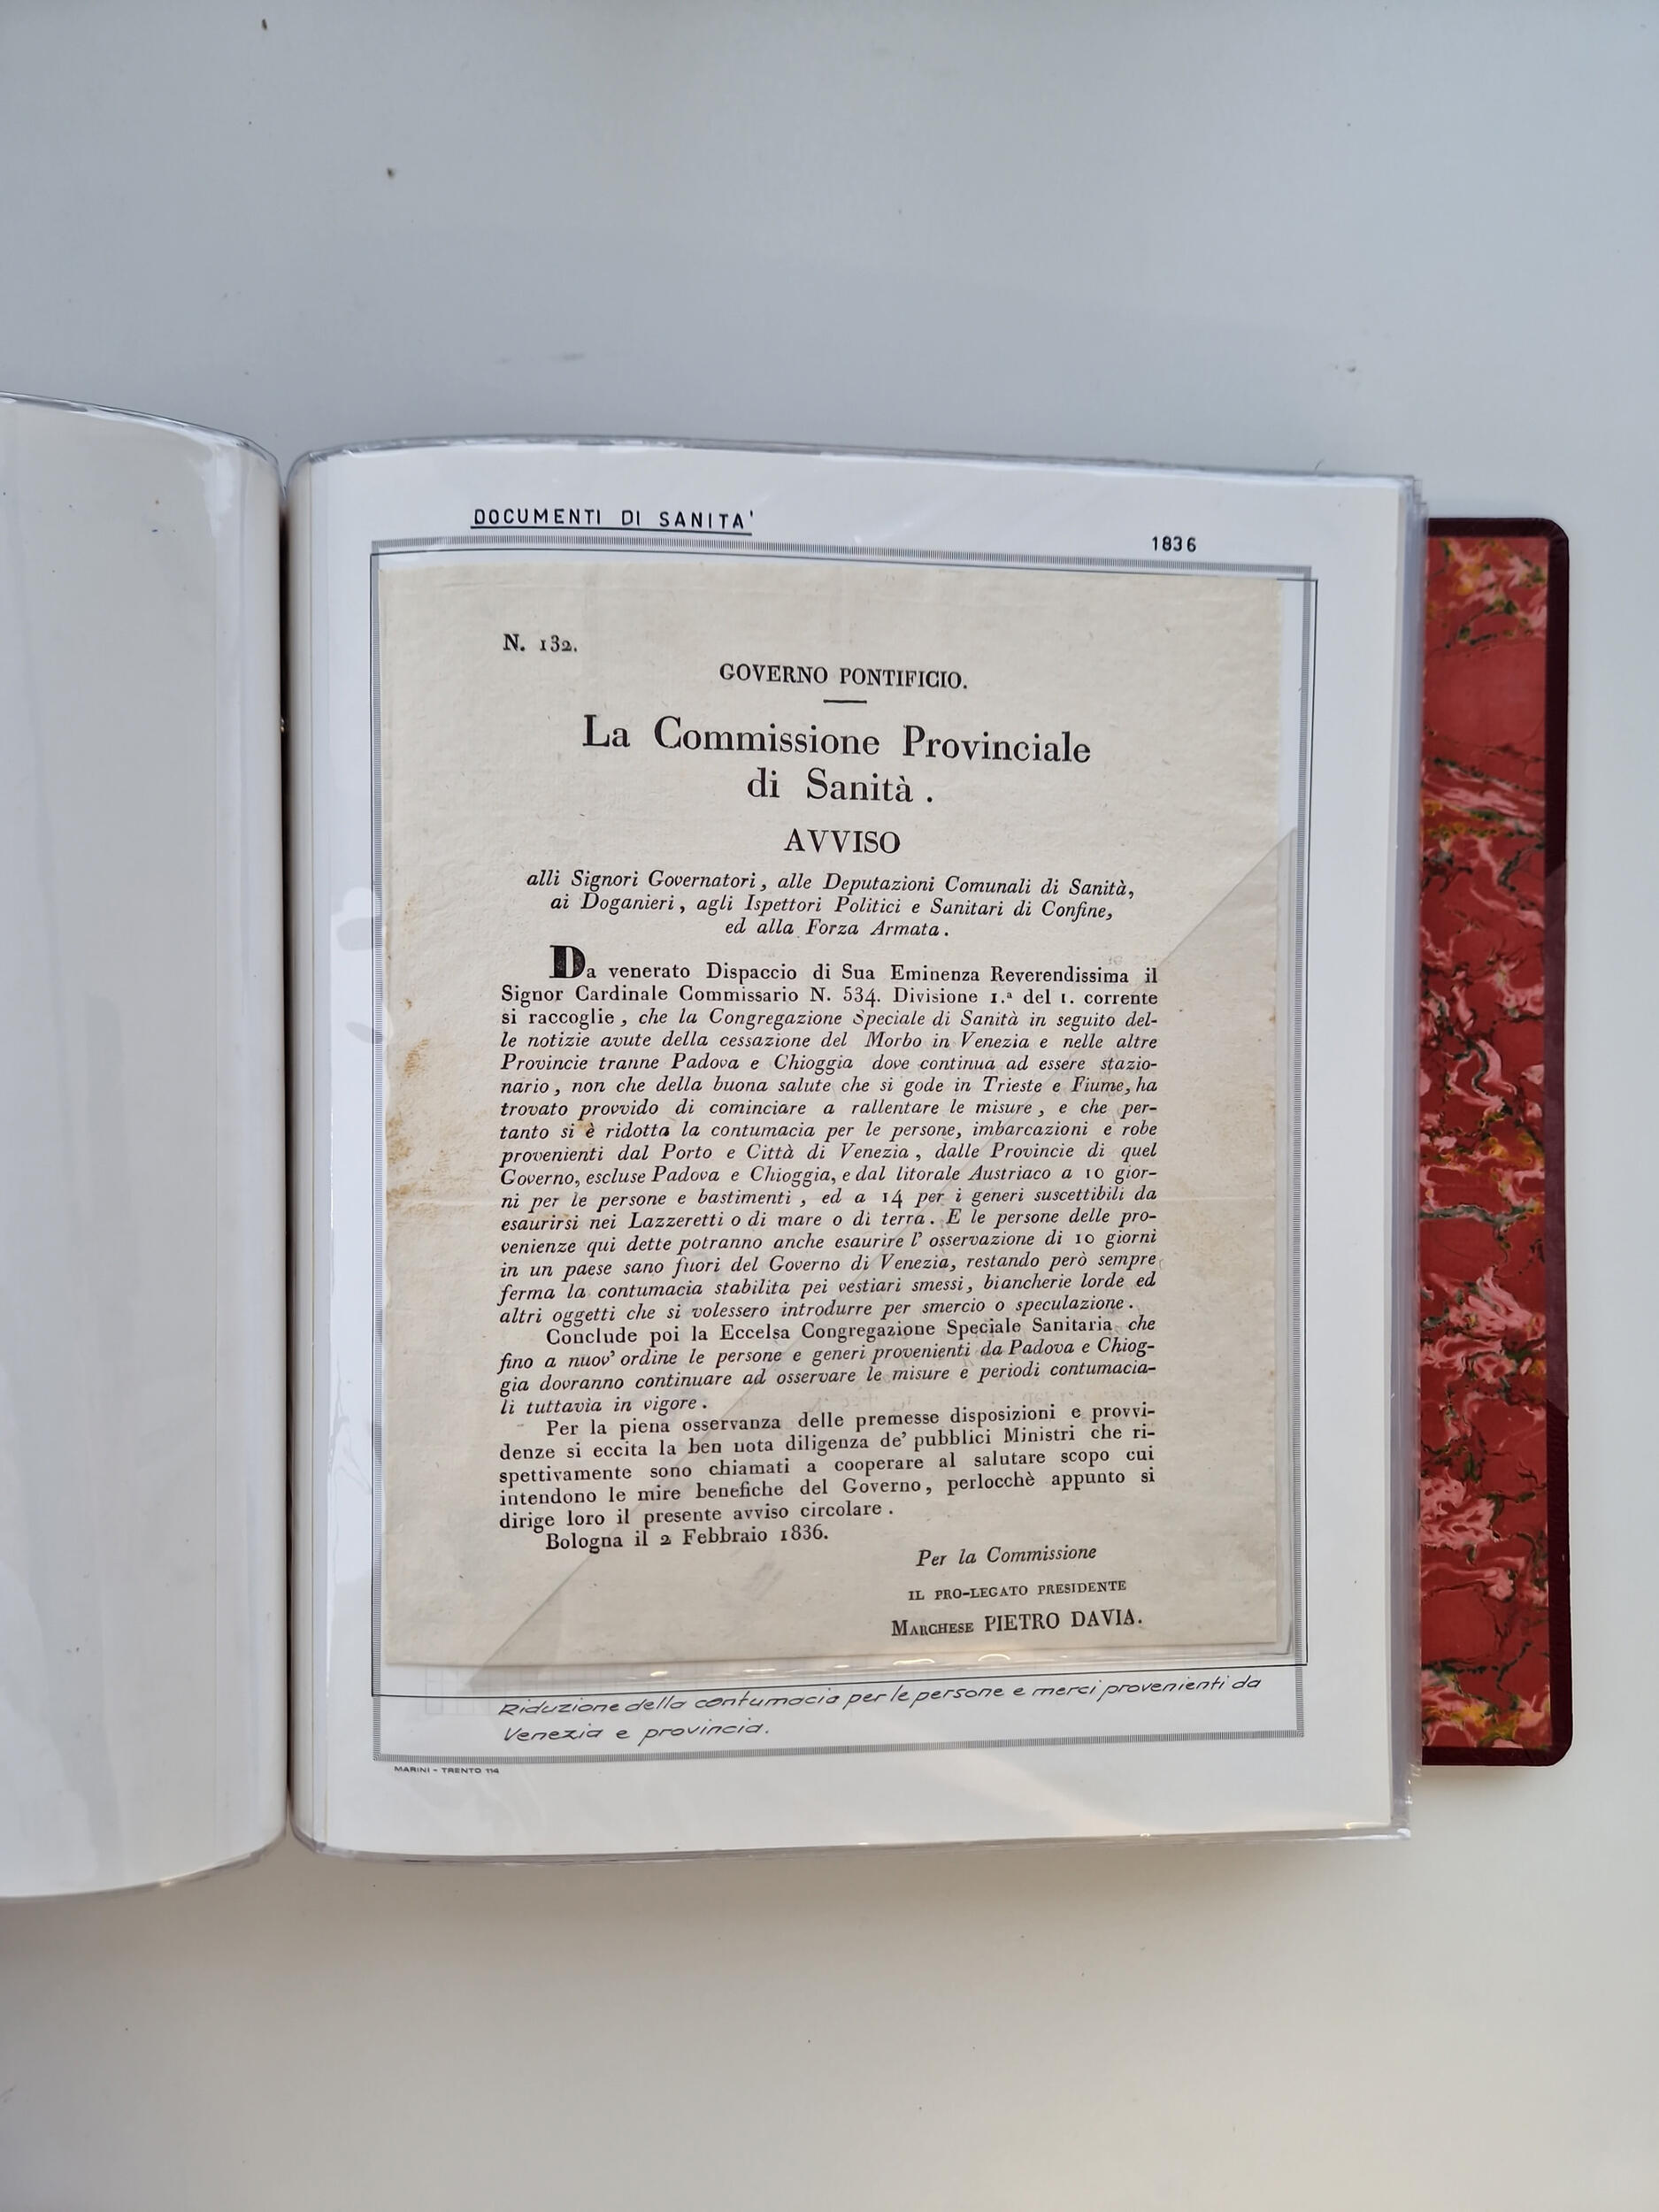 DOCUMENTI DI SANITA'
1836
N. 132.
GOVERNO PONTIFICIO.
La Commissione Provinciale
di Sanità .
AVVISO
alli Signori Governatori, alle Deputazioni Comunali di Sanità,
ai Doganieri, agli Ispettori Politici e Sanitari di Confine,
ed alla Forza Armata.
Da venerato Dispaccio di Sua Eminenza Reverendissima il
Signor Cardinale Commissario N. 534. Divisione 1.ª del 1. corrente
si raccoglie, che la Congregazione Speciale di Sanità in seguito del-
le notizie avute della cessazione del Morbo in Venezia e nelle altre
Provincie tranne Padova e Chioggia dove continua ad essere stazio-
nario, non che della buona salute che si gode in Trieste e Fiume, ha
trovato provvido di cominciare a rallentare le misure, e che per-
tanto si è ridotta la contumacia per le persone, imbarcazioni e robe
provenienti dal Porto e Città di Venezia, dalle Provincie di quel
Governo, escluse Padova e Chioggia, e dal litorale Austriaco a 10 gior-
ni per le persone e bastimenti, ed a 14 per i generi suscettibili da
esaurirsi nei Lazzeretti o di mare o di terra. E le persone delle pro-
venienze qui dette potranno anche esaurire l' osservazione di 10 giorni
in un paese sano fuori del Governo di Venezia, restando però sempre
ferma la contumacia stabilita pei vestiari smessi, biancherie lorde ed
altri oggetti che si volessero introdurre per smercio o speculazione.
Conclude poi la Eccelsa Congregazione Speciale Sanitaria che
fino a nuov' ordine le persone e generi provenienti da Padova e Chiog-
gia dovranno continuare ad osservare le misure e periodi contumacia-
li tuttavia in vigore.
Per la piena osservanza delle premesse disposizioni e provvi-
denze si eccita la ben uota diligenza de' pubblici Ministri che ri-
spettivamente sono chiamati a cooperare al salutare scopo cui
intendono le mire benefiche del Governo, perlocchè appunto si
dirige loro il presente avviso circolare.
Bologna il 2 Febbraio 1836.
Per la Commissione
IL PRO-LEGATO PRESIDENTE
MARCHESE PIETRO DAVIA.
Riduzione della contumacia per le persone e merci provenienti da
Venezia e provincia.
MARINI - TRENTO 114